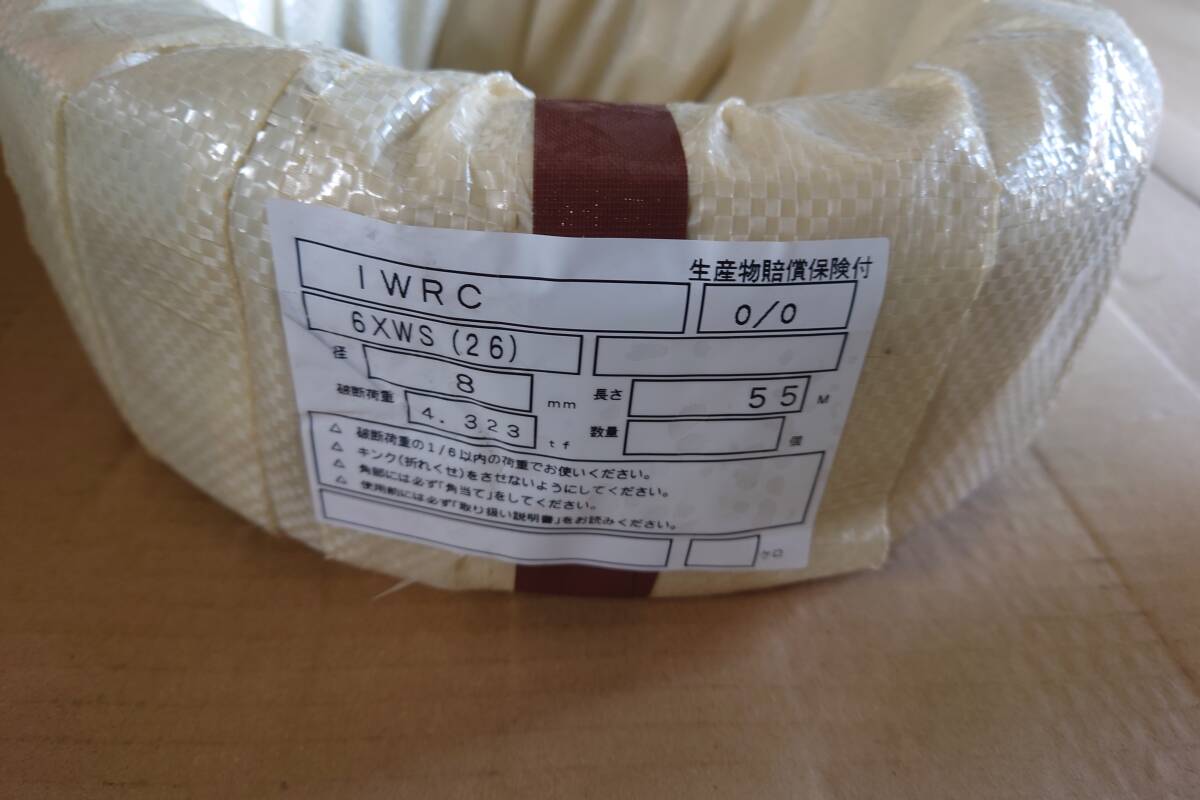 生産物賠償保険付
IWRC
O/O
6XWS(26)
径 8 mm 長さ 55 M
破断荷重 4.323 tf 数量 個
△ 破断荷重の1/6以内の荷重でお使いください。
△ キンク(折れくせ)をさせないようにしてください。
△ 角部には必ず「角当て」をしてください。
△ 使用前には必ず「取り扱い説明書」をお読みください。
ケロ